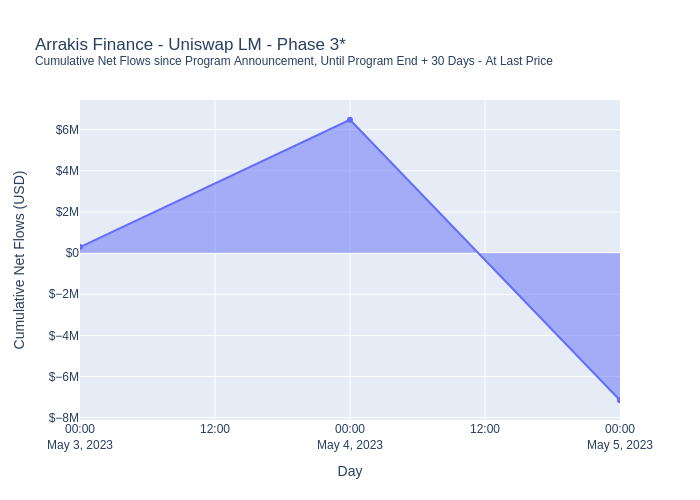 Arrakis Finance - Uniswap LM - Phase 3*
Cumulative Net Flows since Program Announcement, Until Program End + 30 Days - At Last Price
Cumulative Net Flows (USD)
$6M
$4M
$2M
$0
$−2M
$−4M
$−6M
$−8M
00:00 12:00 00:00 12:00 00:00
May 3, 2023 May 4, 2023 May 5, 2023
Day